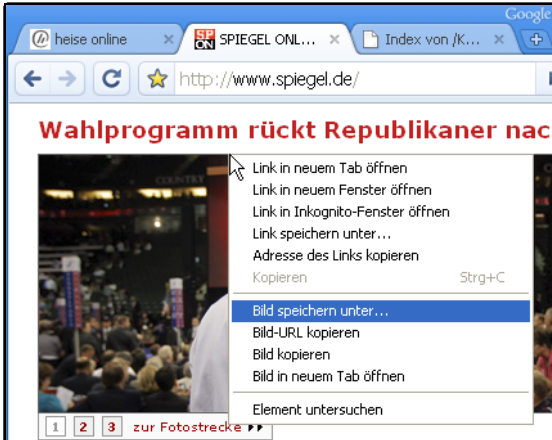 Google
heise online
SP ON SPIEGEL ONL...
Index von /K...
http://www.spiegel.de/
Wahlprogramm rückt Republikaner nac
COUNTRY
Link in neuem Tab öffnen
Link in neuem Fenster öffnen
Link in Inkognito-Fenster öffnen
Link speichern unter...
Adresse des Links kopieren
Kopieren Strg+C
Bild speichern unter...
Bild-URL kopieren
Bild kopieren
Bild in neuem Tab öffnen
Element untersuchen
1 2 3 zur Fotostrecke